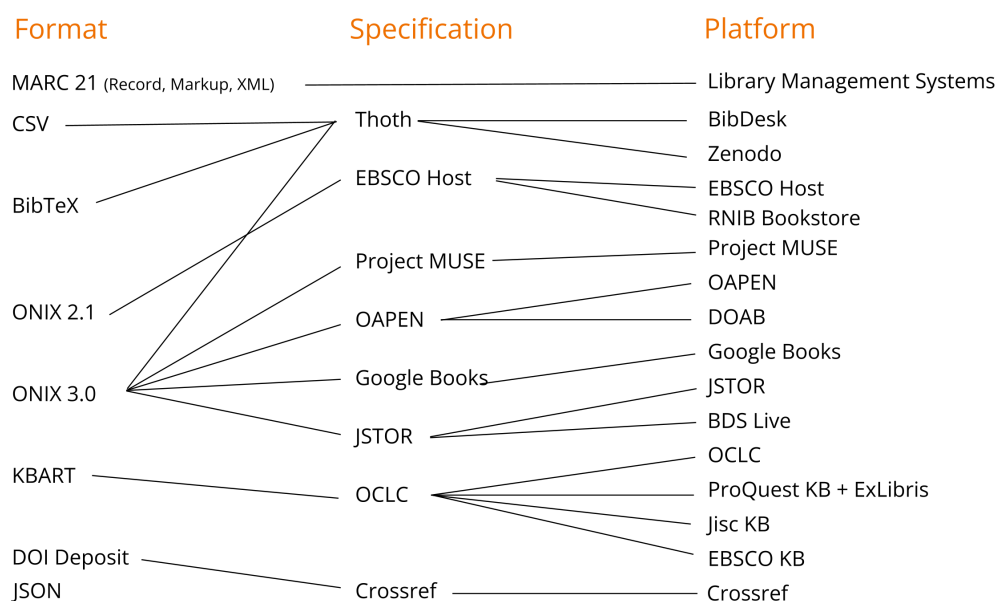 Format
Specification
Platform
MARC 21 (Record, Markup, XML)
Library Management Systems
CSV
Thoth
BibDesk
Zenodo
BibTeX
EBSCO Host
EBSCO Host
RNIB Bookstore
Project MUSE
Project MUSE
OAPEN
ONIX 2.1
OAPEN
DOAB
Google Books
Google Books
ONIX 3.0
JSTOR
JSTOR
BDS Live
OCLC
KBART
OCLC
ProQuest KB + ExLibris
Jisc KB
DOI Deposit
EBSCO KB
JSON
Crossref
Crossref